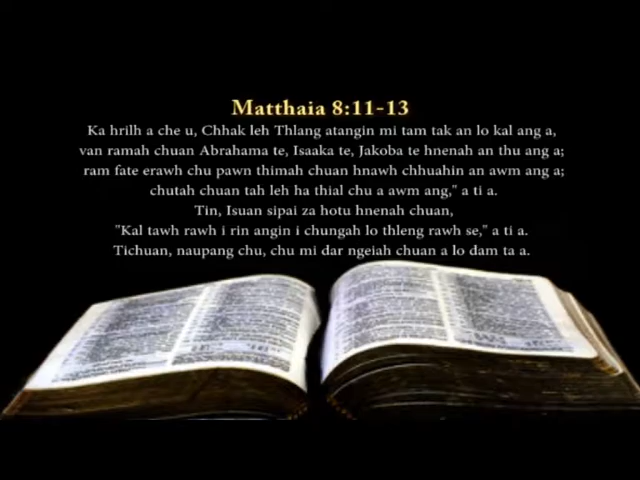 Matthaia 8:11-13
Ka hrilh a che u, Chhak leh Thlang atangin mi tam tak an lo kal ang a,
van ramah chuan Abrahama te, Isaaka te, Jakoba te hnenah an thu ang a;
ram fate erawh chu pawn thimah chuan hnawh chhuahin an awm ang a;
chutah chuan tah leh ha thial chu a awm ang," a ti a.
Tin, Isuan sipai za hotu hnenah chuan,
"Kal tawh rawh i rin angin i chungah lo thleng rawh se," a ti a.
Tichuan, naupang chu, chu mi dar ngeiah chuan a lo dam ta a.